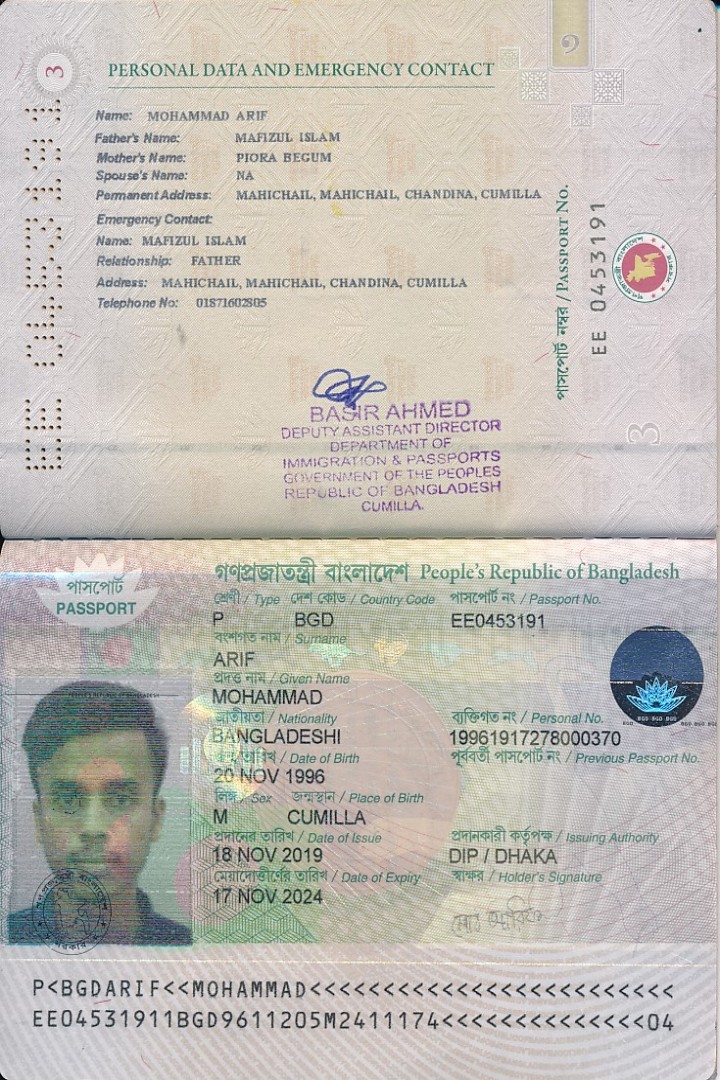 3
PERSONAL DATA AND EMERGENCY CONTACT
Name: MOHAMMAD ARIF
Father's Name: MAFIZUL ISLAM
Mother's Name: PIORA BEGUM
Spouse's Name: NA
Permanent Address: MAHICHAIL, MAHICHAIL, CHANDINA, CUMILLA
Emergency Contact:
Name: MAFIZUL ISLAM
Relationship: FATHER
Address: MAHICHAIL, MAHICHAIL, CHANDINA, CUMILLA
Telephone No: 01871602805
EE 0453191
পাসপোর্ট নম্বর / PASSPORT No.
EE 0453191
3
BASIR AHMED
DEPUTY ASSISTANT DIRECTOR
DEPARTMENT OF
IMMIGRATION & PASSPORTS
GOVERNMENT OF THE PEOPLES
REPUBLIC OF BANGLADESH
CUMILLA.
পাসপোর্ট
PASSPORT
গণপ্রজাতন্ত্রী বাংলাদেশ People's Republic of Bangladesh
শ্রেণী / Type দেশ কোড / Country Code পাসপোর্ট নং / Passport No.
P BGD EE0453191
বংশগত নাম / Surname
ARIF
প্রদত্ত নাম / Given Name
MOHAMMAD
জাতীয়তা / Nationality ব্যক্তিগত নং / Personal No.
BANGLADESHI 19961917278000370
জন্ম তারিখ / Date of Birth পূর্ববর্তী পাসপোর্ট নং / Previous Passport No.
20 NOV 1996
লিঙ্গ / Sex জন্মস্থান / Place of Birth
M CUMILLA
প্রদানের তারিখ / Date of Issue প্রদানকারী কর্তৃপক্ষ / Issuing Authority
18 NOV 2019 DIP / DHAKA
মেয়াদোত্তীর্ণের তারিখ / Date of Expiry স্বাক্ষর / Holder's Signature
17 NOV 2024
P<BGDARIF<<MOHAMMAD<<<<<<<<<<<<<<<<<<<<<<<<<
EE04531911BGD9611205M2411174<<<<<<<<<<<<<<04